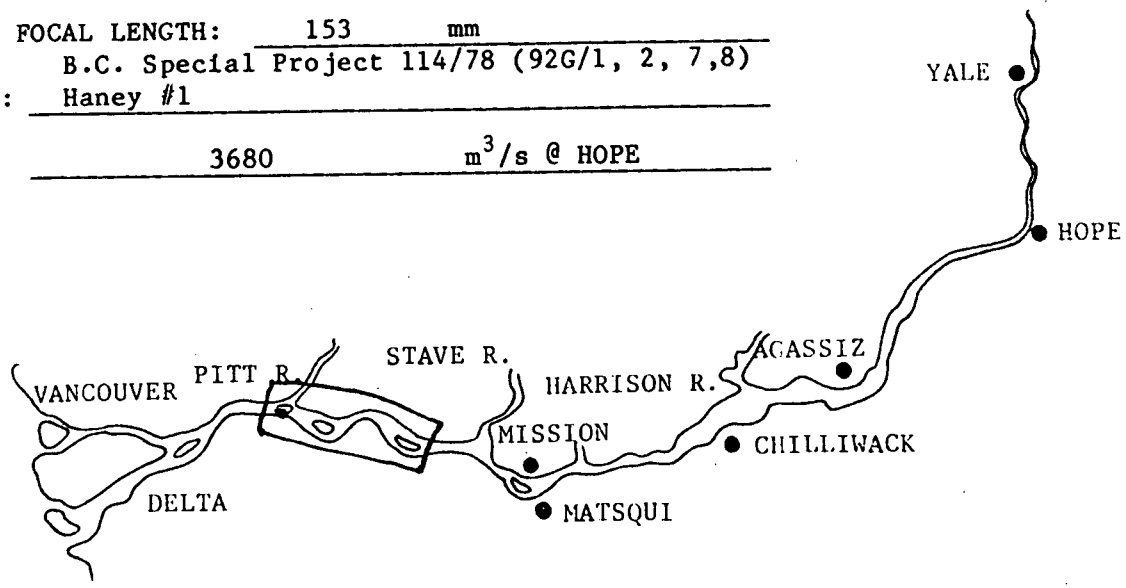 FOCAL LENGTH: 153 mm
B.C. Special Project 114/78 (92G/1, 2, 7,8)
: Haney #1
3680 m³/s @ HOPE
YALE
HOPE
AGASSIZ
STAVE R.
HARRISON R.
PITT R.
VANCOUVER
MISSION
CHILLIWACK
DELTA
MATSQUI